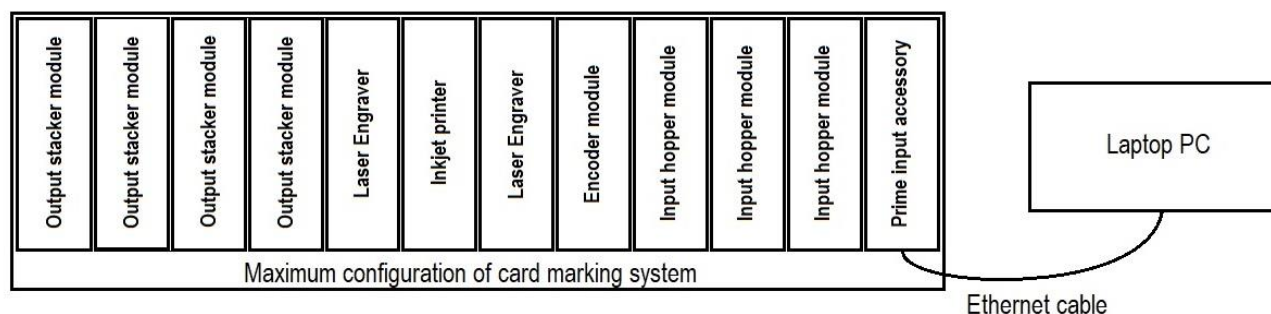 Output stacker module
Output stacker module
Output stacker module
Output stacker module
Laser Engraver
Inkjet printer
Laser Engraver
Encoder module
Input hopper module
Input hopper module
Input hopper module
Prime input accessory
Laptop PC
Maximum configuration of card marking system
Ethernet cable